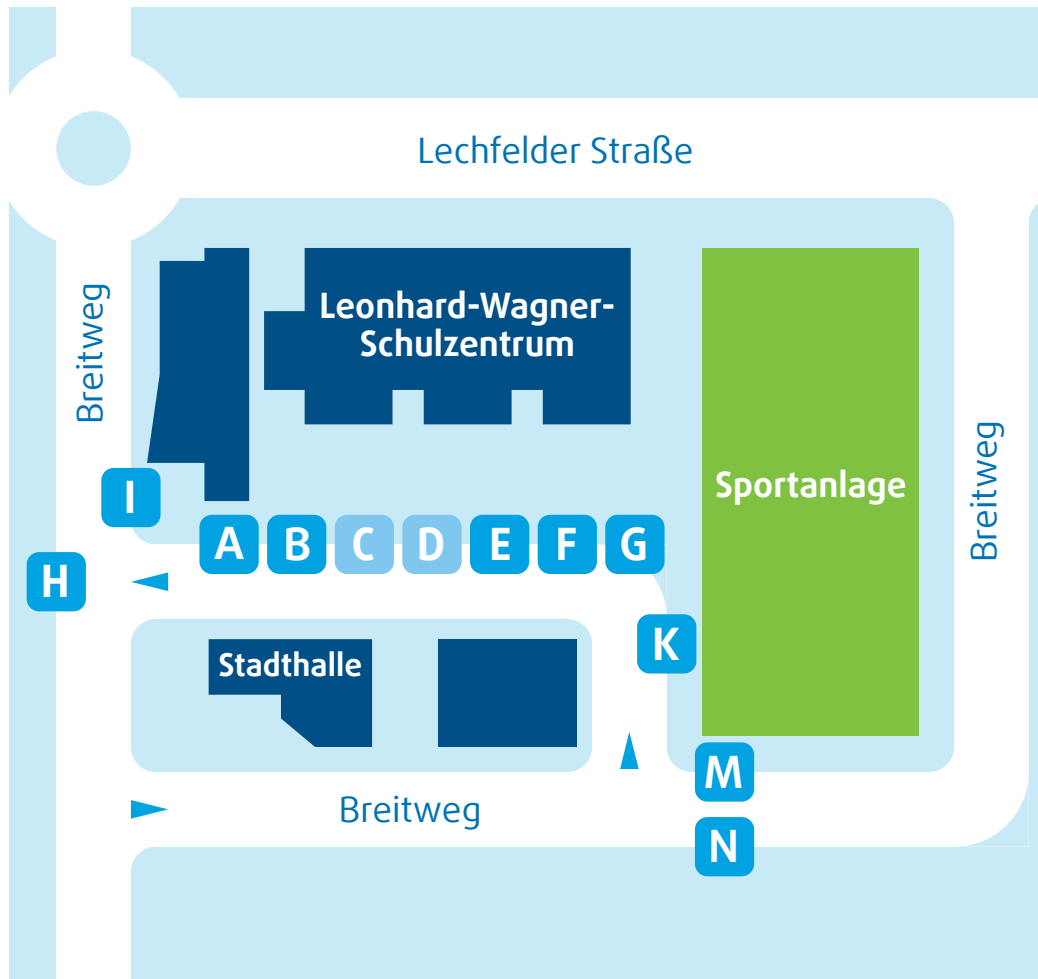 Lechfelder Straße
Breitweg
Leonhard-Wagner-
Schulzentrum
Sportanlage
Breitweg
I
A
B
C
D
E
F
G
H
K
Stadthalle
M
Breitweg
N